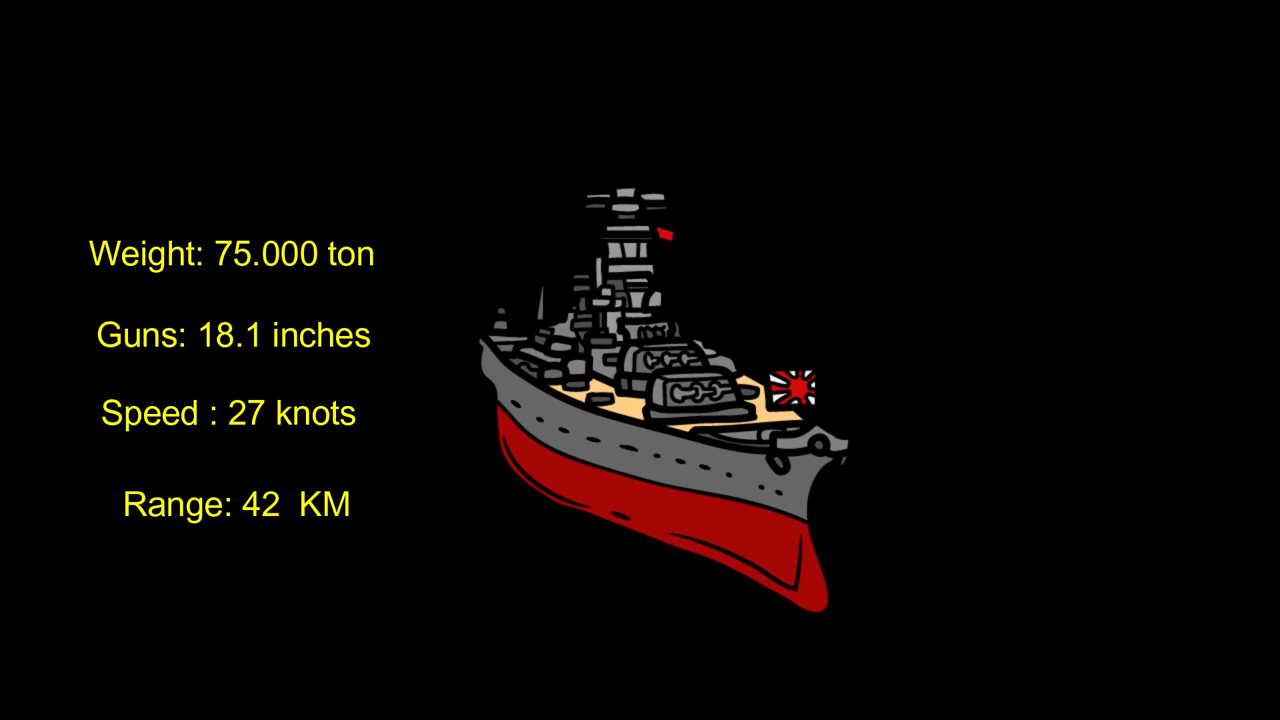 Weight: 75.000 ton
Guns: 18.1 inches
Speed : 27 knots
Range: 42  KM